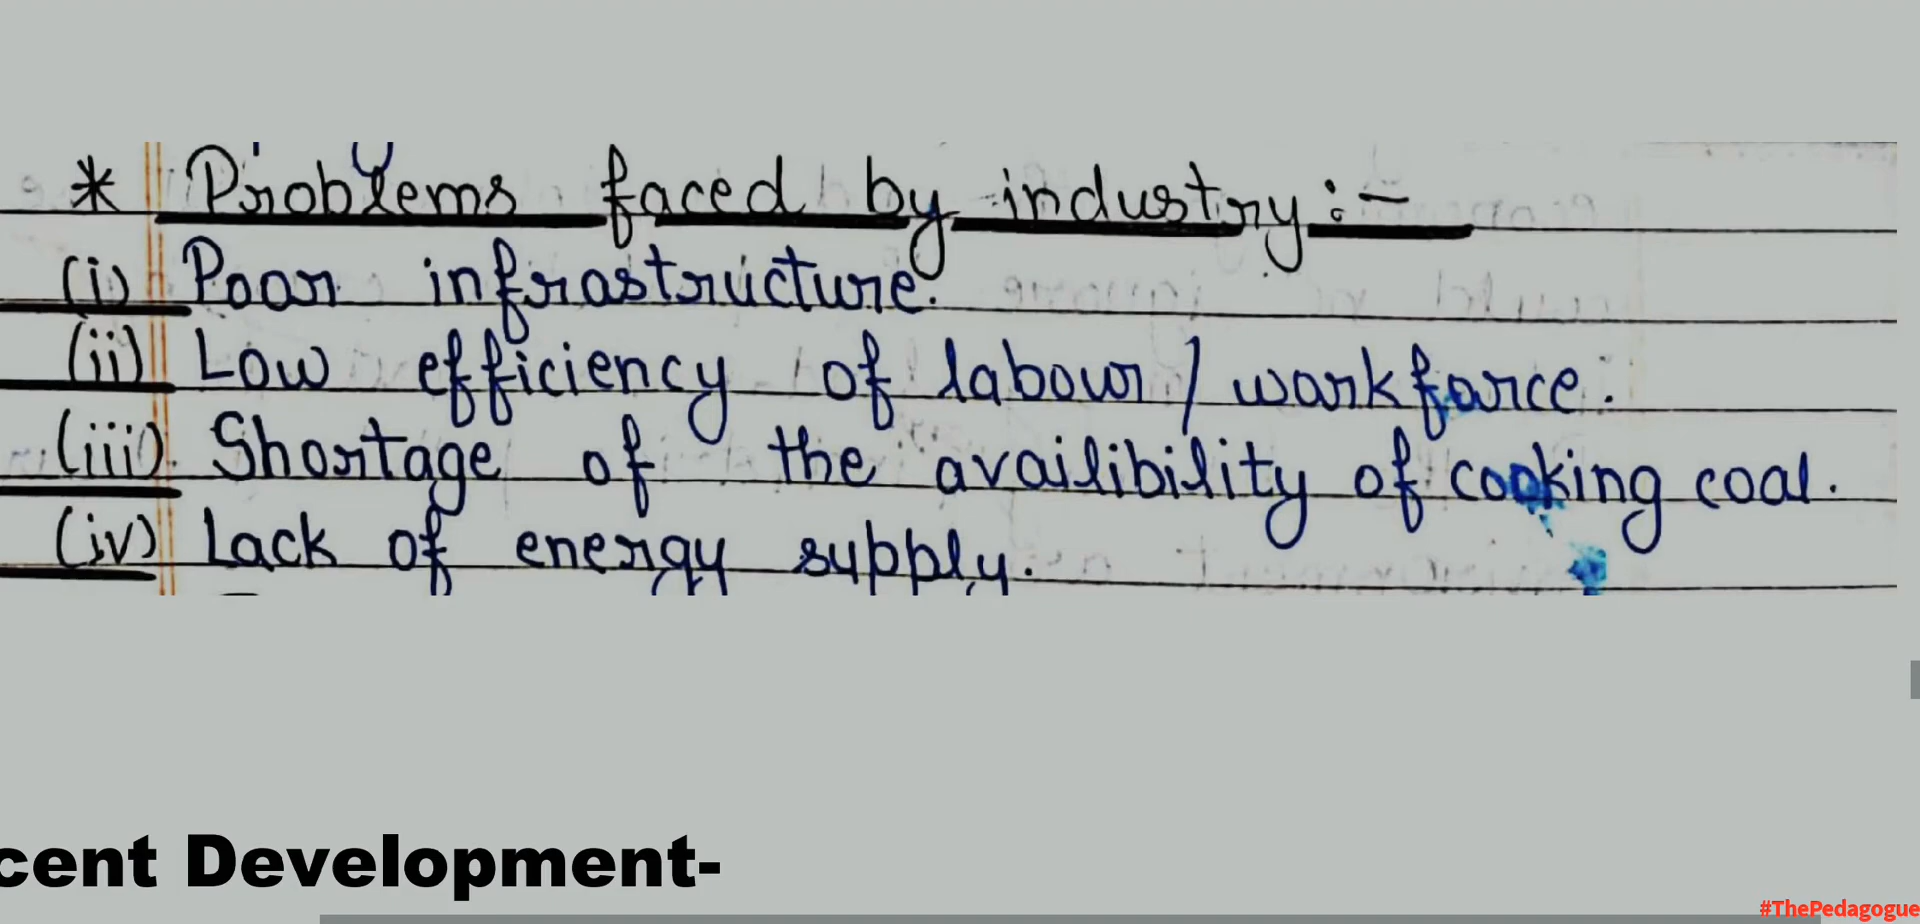 * Problems faced by industry :-
(i) Poor infrastructure.
(ii) Low efficiency of labour / workforce.
(iii) Shortage of the availibility of cooking coal.
(iv) Lack of energy supply.
cent Development-
#ThePedagogue